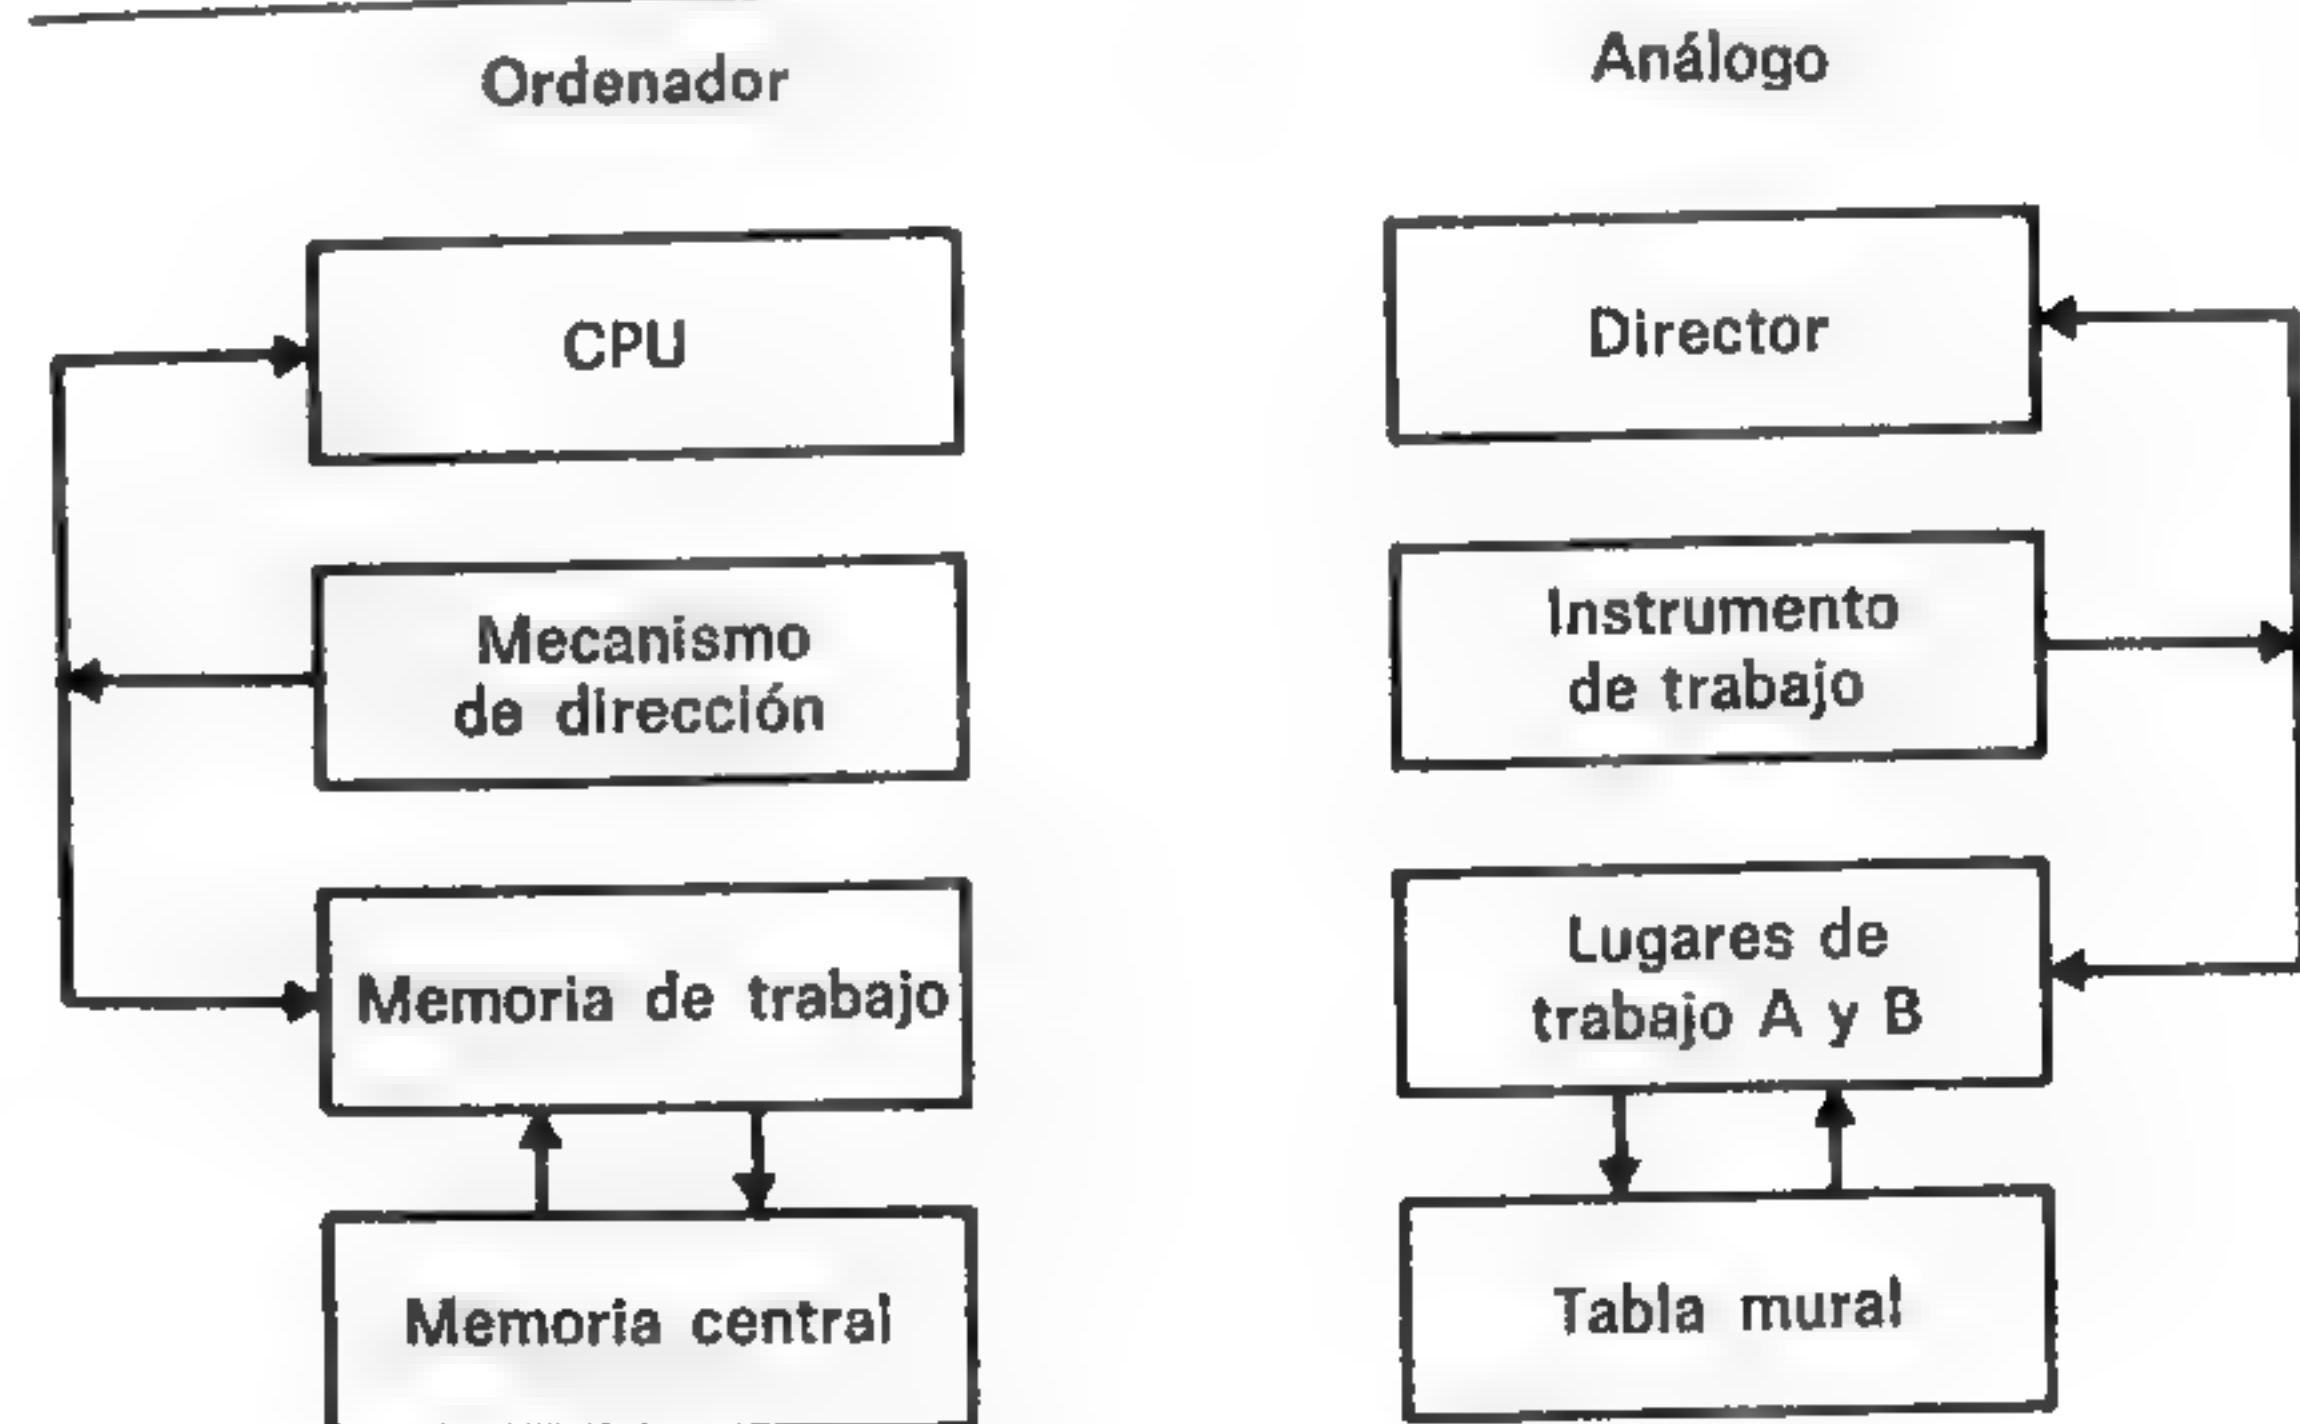 Ordenador
Análogo
CPU
Director
Mecanismo
de dirección
Instrumento
de trabajo
Memoria de trabajo
Lugares de
trabajo A y B
Memoria central
Tabla mural